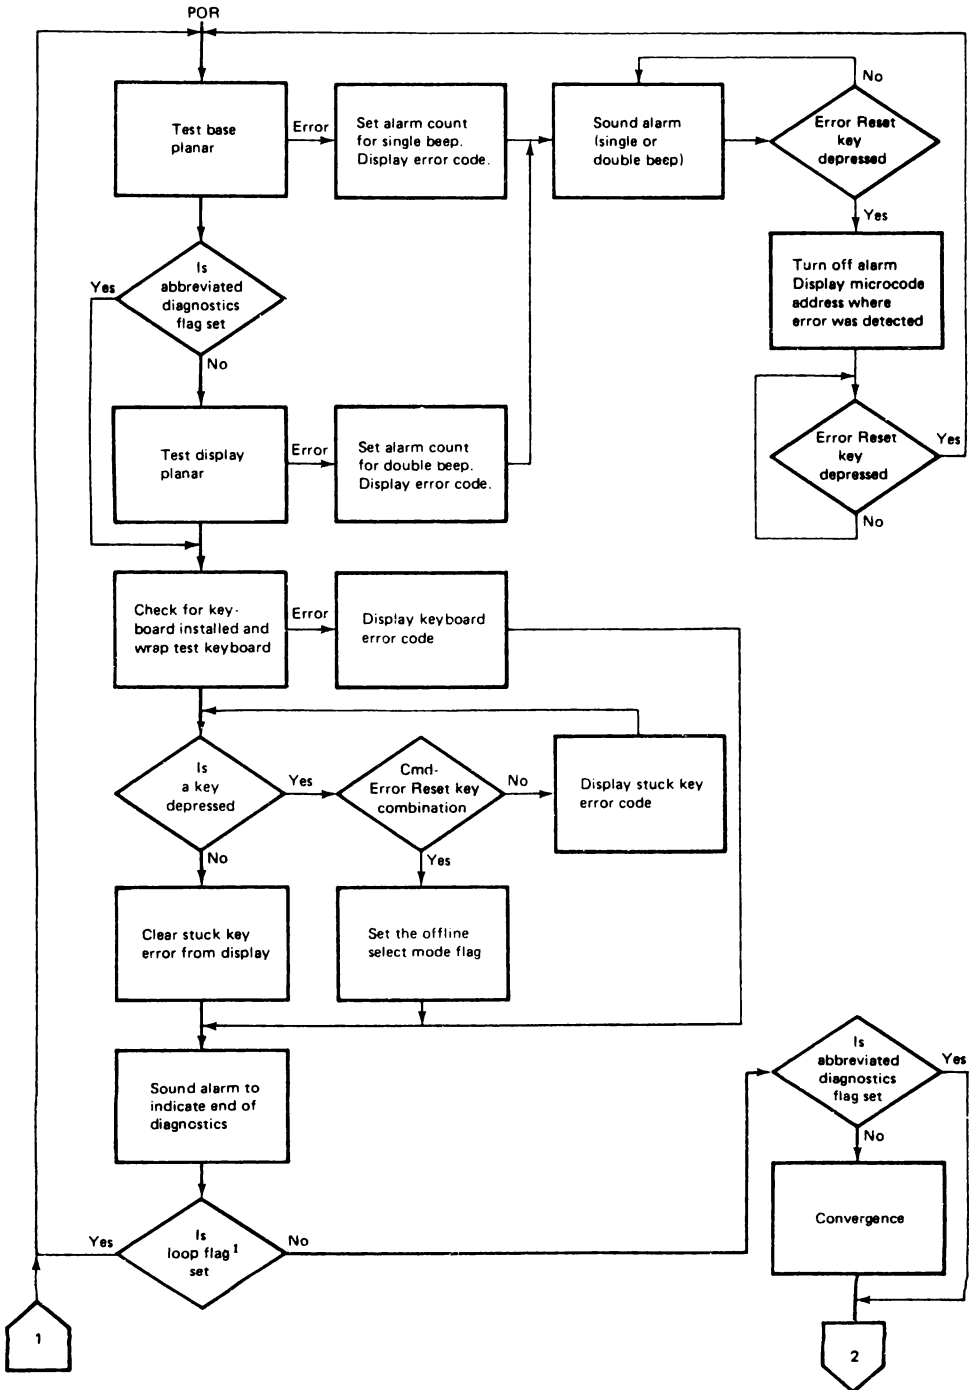 POR
Test base
planar
Error
Set alarm count
for single beep.
Display error code.
Sound alarm
(single or
double beep)
No
Error Reset
key
depressed
Yes
Turn off alarm
Display microcode
address where
error was detected
Error Reset
key
depressed
Yes
No
Is
abbreviated
diagnostics
flag set
Yes
No
Test display
planar
Error
Set alarm count
for double beep.
Display error code.
Check for key-
board installed and
wrap test keyboard
Error
Display keyboard
error code
Is
a key
depressed
Yes
Cmd-
Error Reset key
combination
No
Display stuck key
error code
No
Yes
Clear stuck key
error from display
Set the offline
select mode flag
Sound alarm to
indicate end of
diagnostics
Is
loop flag1
set
Yes
No
Is
abbreviated
diagnostics
flag set
Yes
No
Convergence
1
2